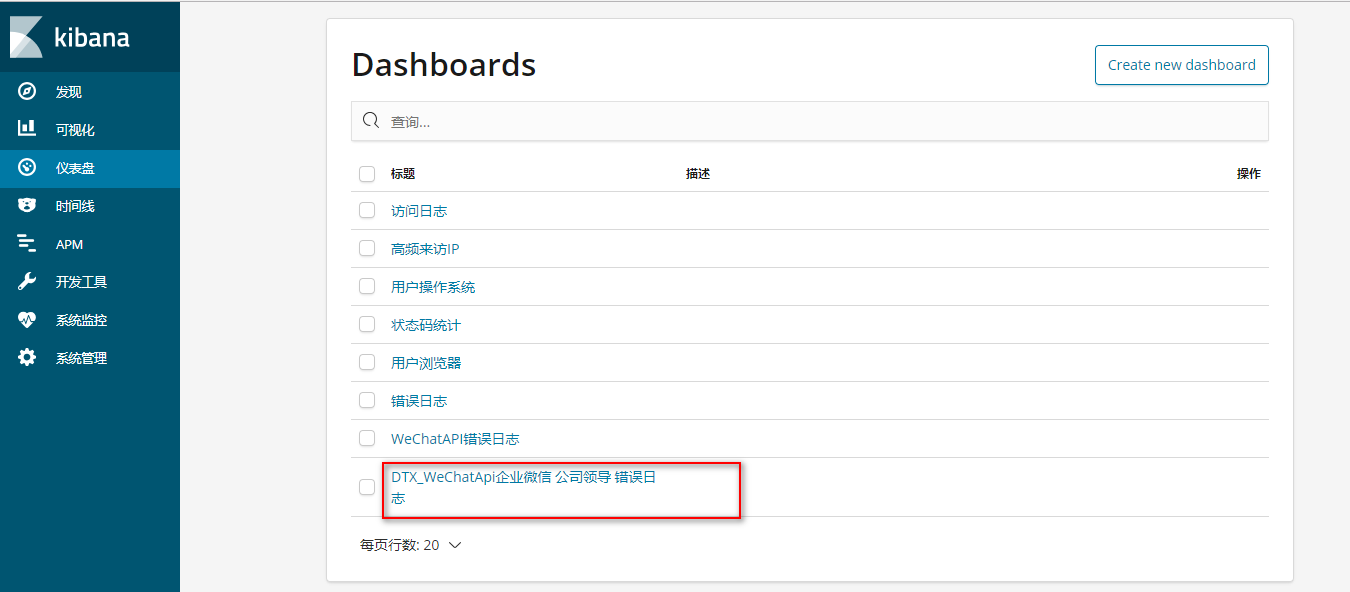 kibana
发现
可视化
仪表盘
时间线
APM
开发工具
系统监控
系统管理
Dashboards
Create new dashboard
查询...
标题 描述 操作
访问日志
高频来访IP
用户操作系统
状态码统计
用户浏览器
错误日志
WeChatAPI错误日志
DTX_WeChatApi企业微信 公司领导 错误日
志
每页行数: 20